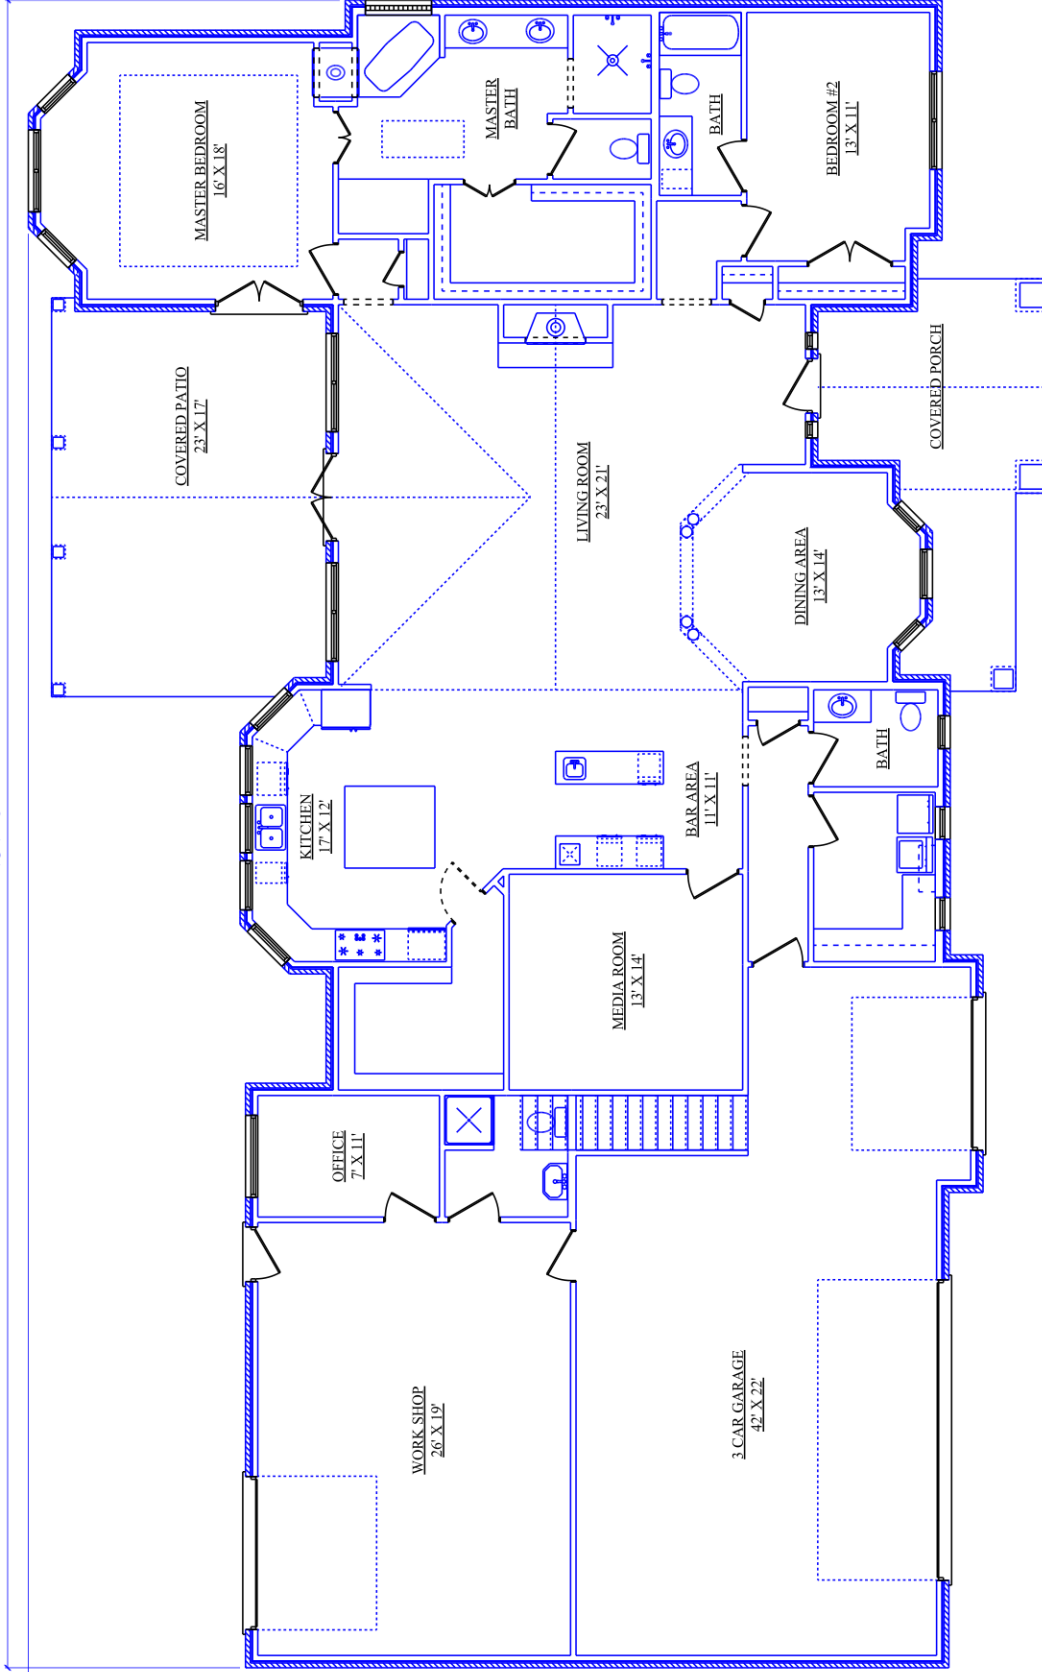 MASTER BEDROOM
16' X 18'
MASTER
BATH
BATH
BEDROOM #2
13' X 11'
COVERED PATIO
23' X 17'
LIVING ROOM
23' X 21'
COVERED PORCH
DINING AREA
13' X 14'
KITCHEN
17' X 12'
BAR AREA
11' X 11'
BATH
MEDIA ROOM
13' X 14'
OFFICE
7' X 11'
WORK SHOP
26' X 19'
3 CAR GARAGE
42' X 22'